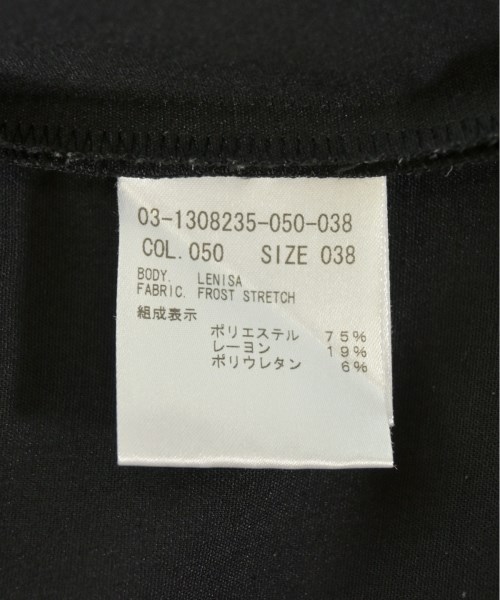 03-1308235-050-038
COL.050 SIZE 038
BODY. LENISA
FABRIC. FROST STRETCH
組成表示
ポリエステル 75%
レーヨン 19%
ポリウレタン 6%